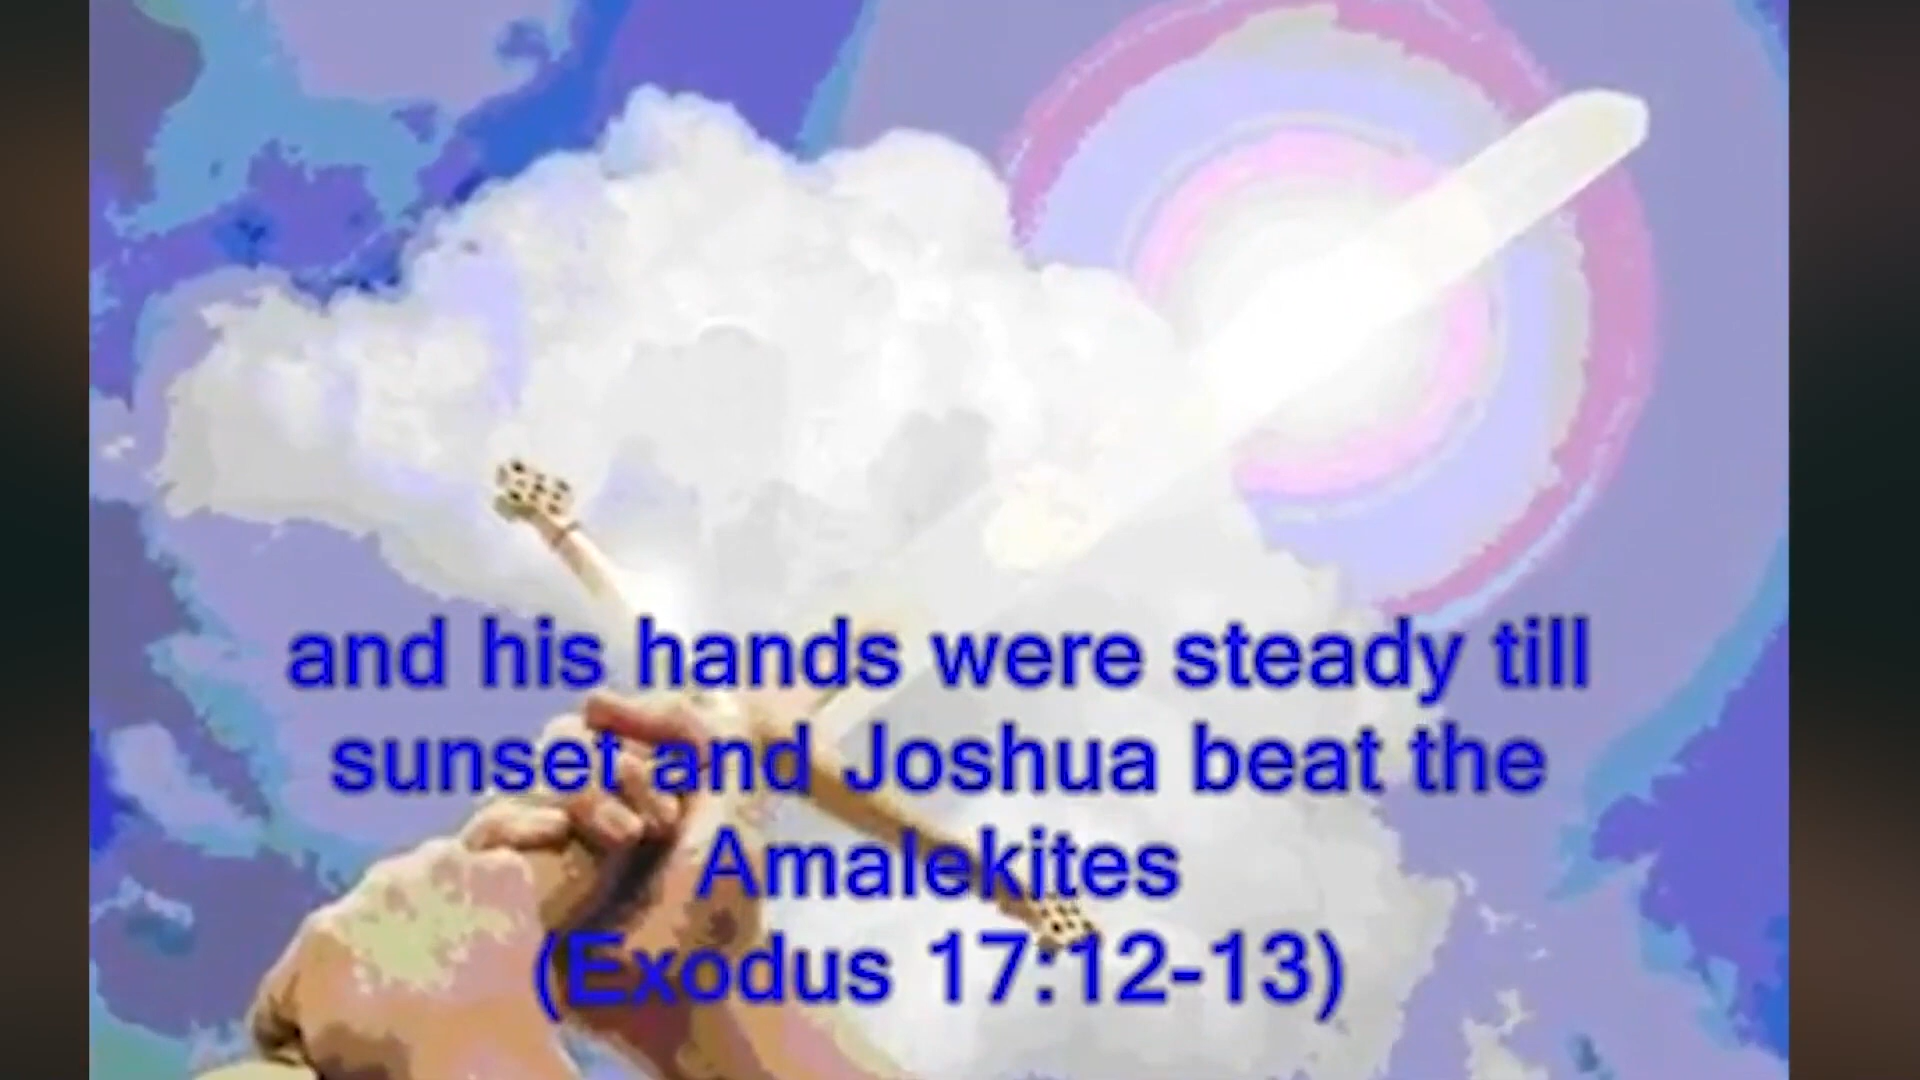 and his hands were steady till
sunset and Joshua beat the
Amalekites
(Exodus 17:12-13)